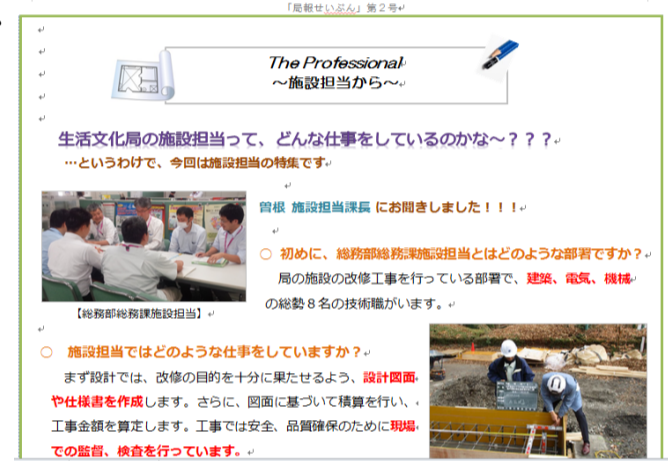 「局報せいぶん」第２号
The Professional
～施設担当から～
生活文化局の施設担当って、どんな仕事をしているのかな～？？？
…というわけで、今回は施設担当の特集です
曽根 施設担当課長 にお聞きしました！！！
○ 初めに、総務部総務課施設担当とはどのような部署ですか？
局の施設の改修工事を行っている部署で、建築、電気、機械
の総勢８名の技術職がいます。
【総務部総務課施設担当】
○ 施設担当ではどのような仕事をしていますか？
まず設計では、改修の目的を十分に果たせるよう、設計図面
や仕様書を作成します。さらに、図面に基づいて積算を行い、
工事金額を算定します。工事では安全、品質確保のために現場
での監督、検査を行っています。